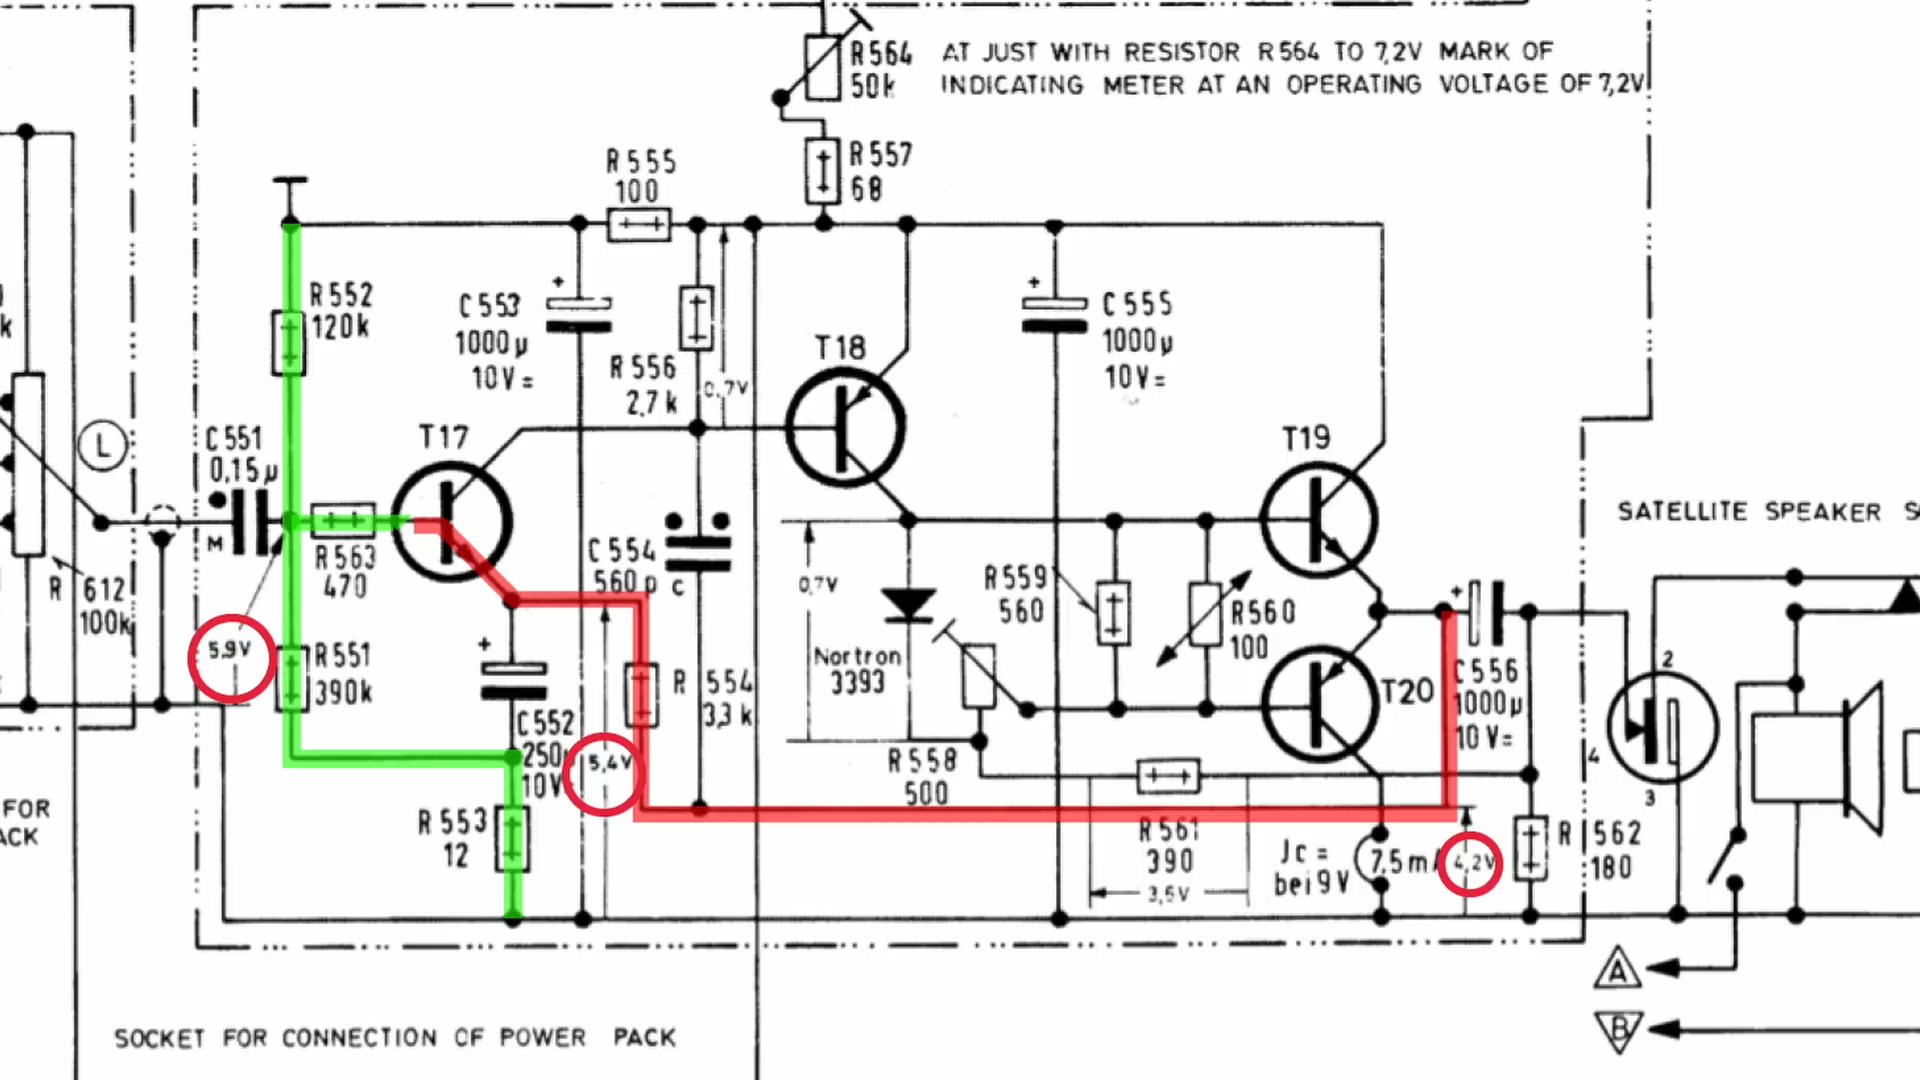 R564
50k
AT JUST WITH RESISTOR R564 TO 7,2V MARK OF
INDICATING METER AT AN OPERATING VOLTAGE OF 7,2V
R557
68
R555
100
R552
120k
C553
1000µ
10V=
R556
2,7k
0,7V
T18
C555
1000µ
10V=
k
L
C551
0,15µ
M
T17
R563
470
C554
560p
C
T19
SATELLITE SPEAKER S
R 612
100k
5,9V
R551
390k
0,7V
R559
560
R560
100
Nortron
3393
R 554
3,3k
T20
C556
1000µ
10V=
2
4
3
C552
250µ
10V=
5,4V
R558
500
FOR
ACK
R553
12
R561
390
3,6V
Jc =
bei 9V
7,5mA
4,2V
R 562
180
A
B
SOCKET FOR CONNECTION OF POWER PACK